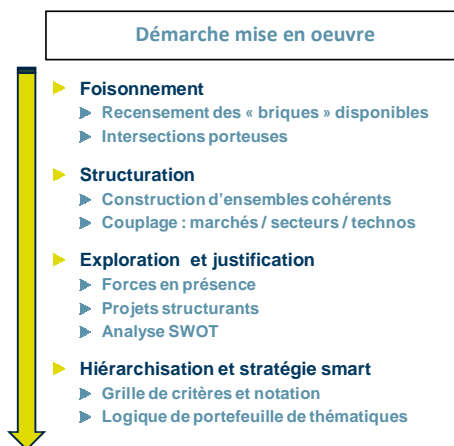 Démarche mise en oeuvre
Foisonnement
Recensement des « briques » disponibles
Intersections porteuses
Structuration
Construction d'ensembles cohérents
Couplage : marchés / secteurs / technos
Exploration et justification
Forces en présence
Projets structurants
Analyse SWOT
Hiérarchisation et stratégie smart
Grille de critères et notation
Logique de portefeuille de thématiques